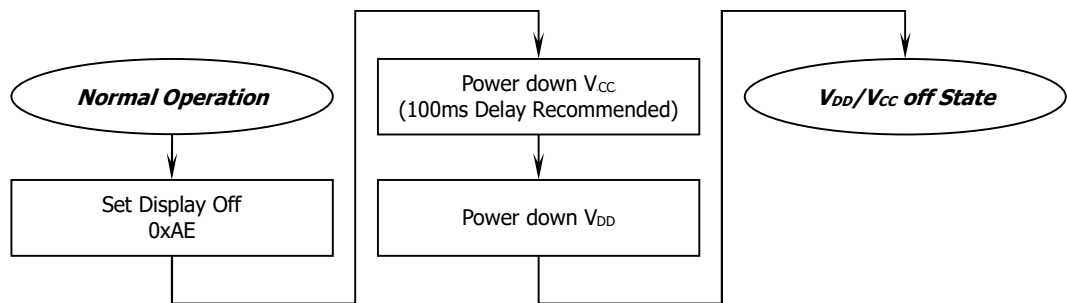 Normal Operation
Set Display Off
0xAE
Power down VCC
(100ms Delay Recommended)
Power down VDD
VDD/VCC off State